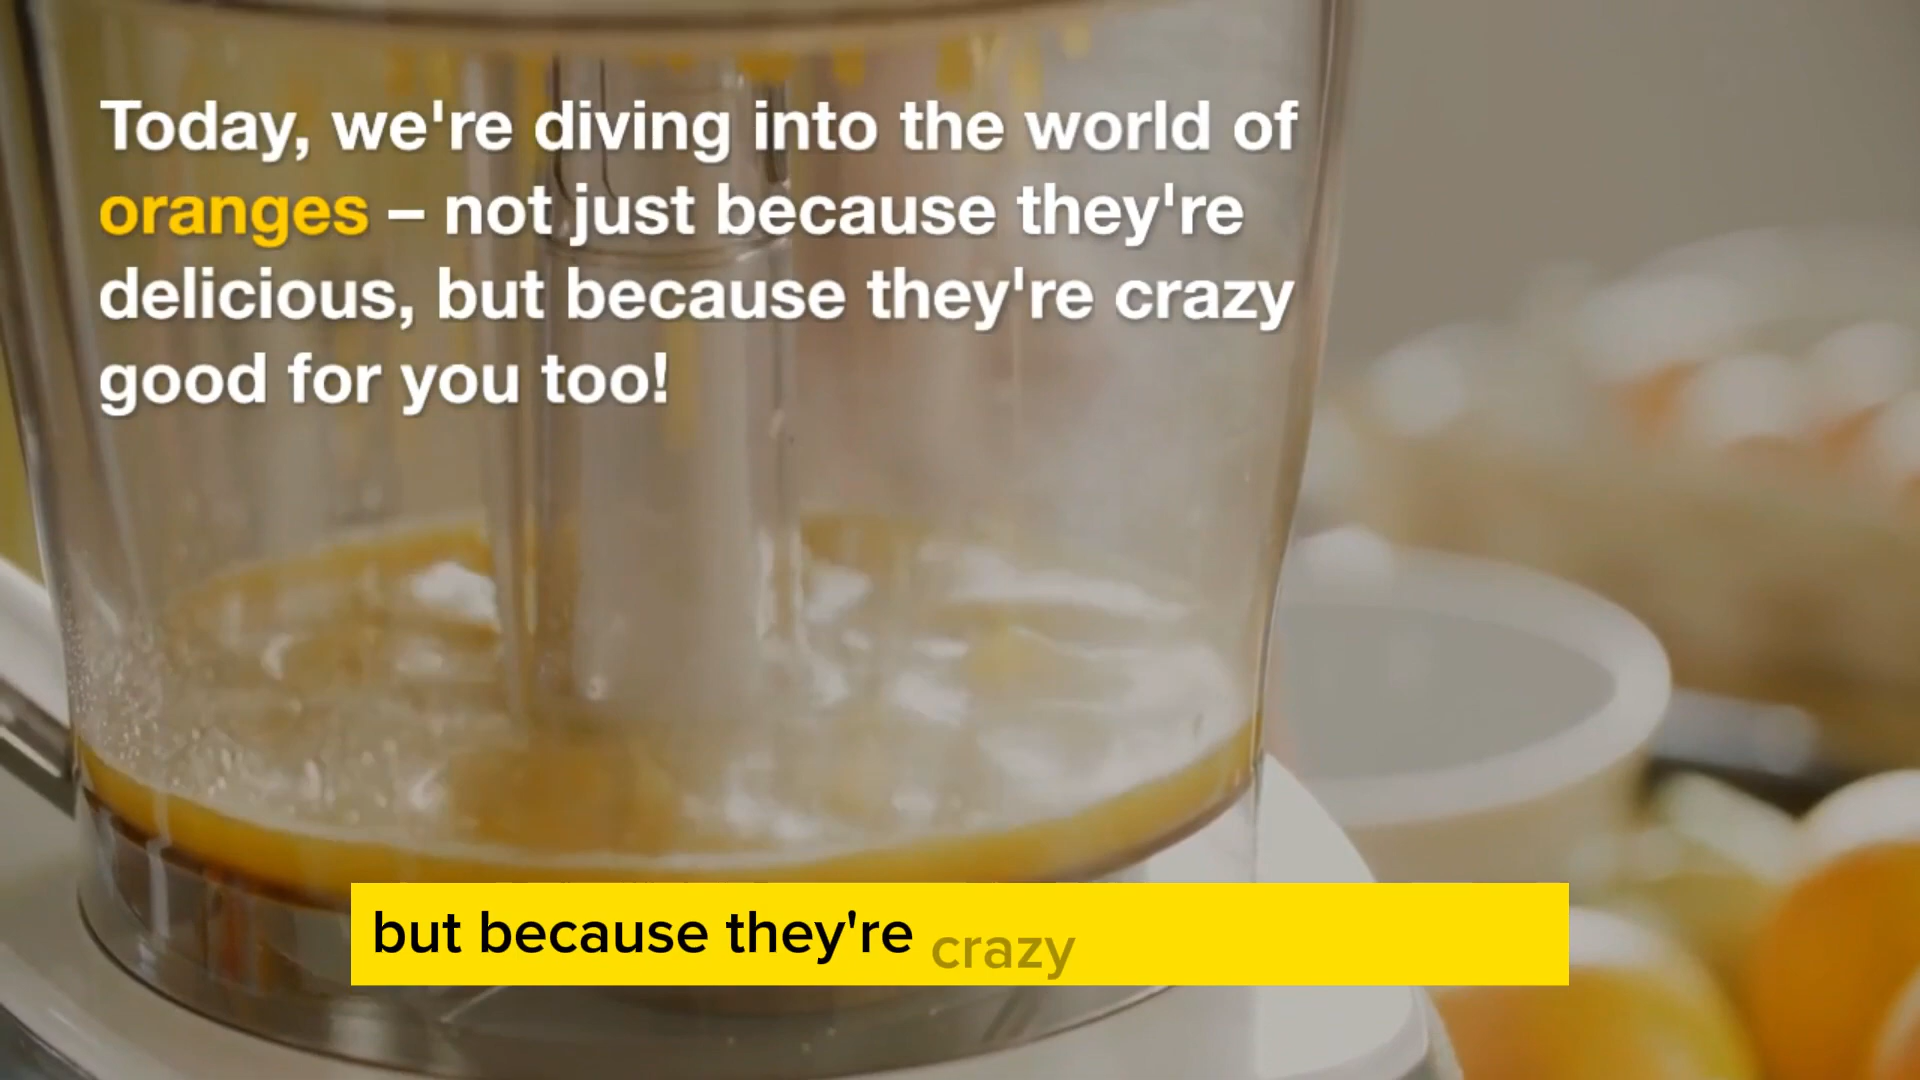 Today, we're diving into the world of
oranges – not just because they're
delicious, but because they're crazy
good for you too!
but because they're crazy